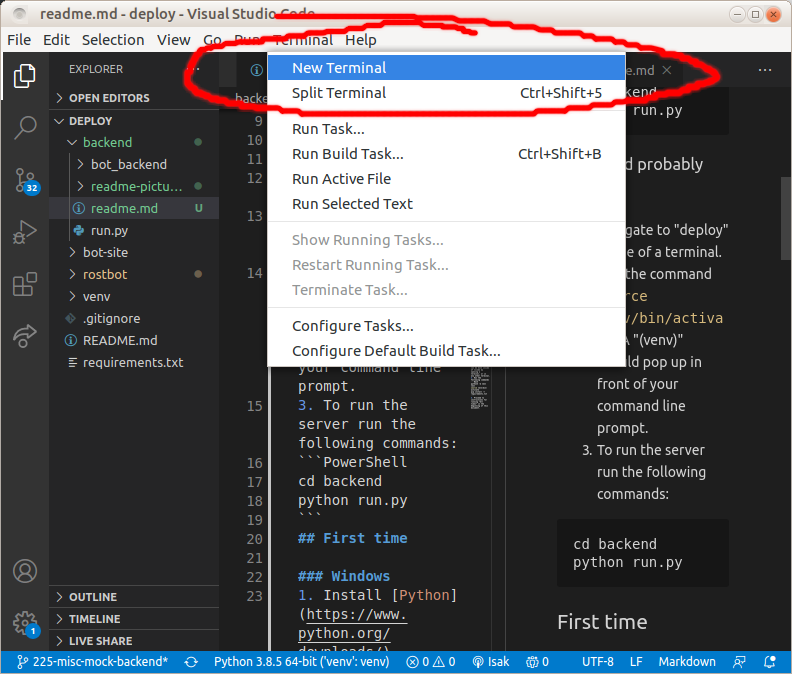 readme.md - deploy - Visual Studio Code
File Edit Selection View Go Run Terminal Help
EXPLORER
OPEN EDITORS
DEPLOY
backend
bot_backend
readme-pictu...
readme.md U
run.py
bot-site
rostbot
venv
.gitignore
README.md
requirements.txt
OUTLINE
TIMELINE
LIVE SHARE
32
1
New Terminal
Split Terminal Ctrl+Shift+5
Run Task...
Run Build Task... Ctrl+Shift+B
Run Active File
Run Selected Text
Show Running Tasks...
Restart Running Task...
Terminate Task...
Configure Tasks...
Configure Default Build Task...
9
10
11
12
13
14
your command line
prompt.
15 3. To run the
server run the
following commands:
16 ```PowerShell
17 cd backend
18 python run.py
19 ```
20 ## First time
21
22 ### Windows
23 1. Install [Python]
(https://www.
python.org/
downloads/)
e.md
run.py
probably
gate to "deploy"
e of a terminal.
the command
rce
v/bin/activa
"(venv)"
ld pop up in
front of your
command line
prompt.
3. To run the server
run the following
commands:
cd backend
python run.py
First time
225-misc-mock-backend* Python 3.8.5 64-bit ('venv': venv) 0 0 Isak 0 UTF-8 LF Markdown